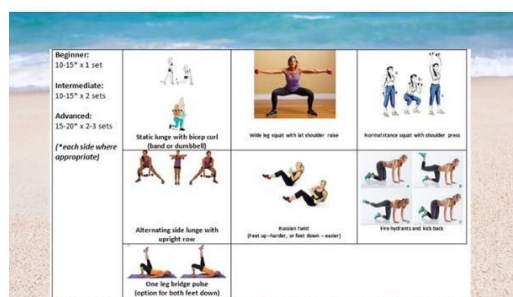 Beginner:
10-15* x 1 set
Intermediate:
10-15* x 2 sets
Advanced:
15-20* x 2-3 sets
(*each side where
appropriate)
Static lunge with bicep curl
(band or dumbbell)
Wide leg squat with lat shoulder raise
Normal stance squat with shoulder press
Alternating side lunge with
upright row
Russian twist
(Feet up -harder, or feet down - easier)
Fire hydrants and kick back
One leg bridge pulse
(option for both feet down)